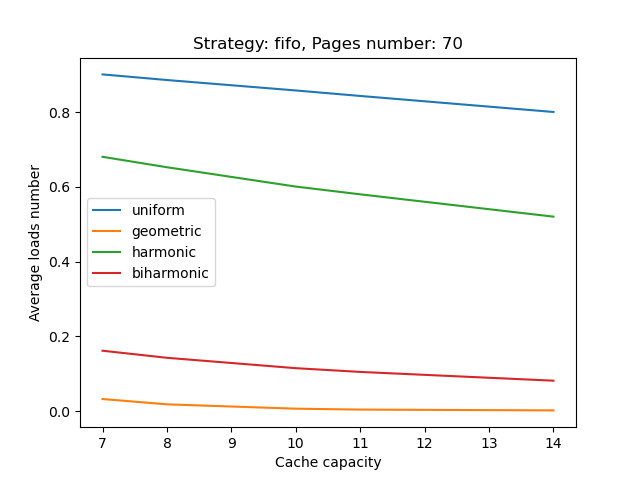 Strategy: fifo, Pages number: 70
Average loads number
0.8
0.6
0.4
0.2
0.0
uniform
geometric
harmonic
biharmonic
7 8 9 10 11 12 13 14
Cache capacity